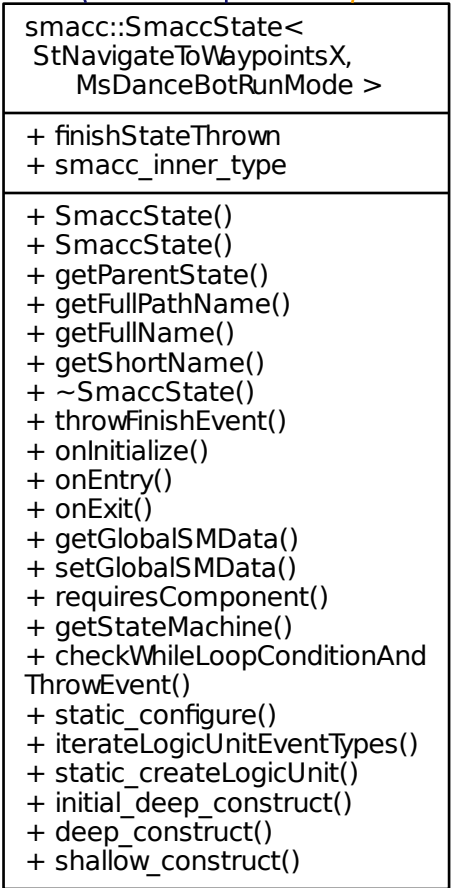 smacc::SmaccState<
StNavigateToWaypointsX,
MsDanceBotRunMode >
+ finishStateThrown
+ smacc_inner_type
+ SmaccState()
+ SmaccState()
+ getParentState()
+ getFullPathName()
+ getFullName()
+ getShortName()
+ ~SmaccState()
+ throwFinishEvent()
+ onInitialize()
+ onEntry()
+ onExit()
+ getGlobalSMData()
+ setGlobalSMData()
+ requiresComponent()
+ getStateMachine()
+ checkWhileLoopConditionAnd
ThrowEvent()
+ static_configure()
+ iterateLogicUnitEventTypes()
+ static_createLogicUnit()
+ initial_deep_construct()
+ deep_construct()
+ shallow_construct()